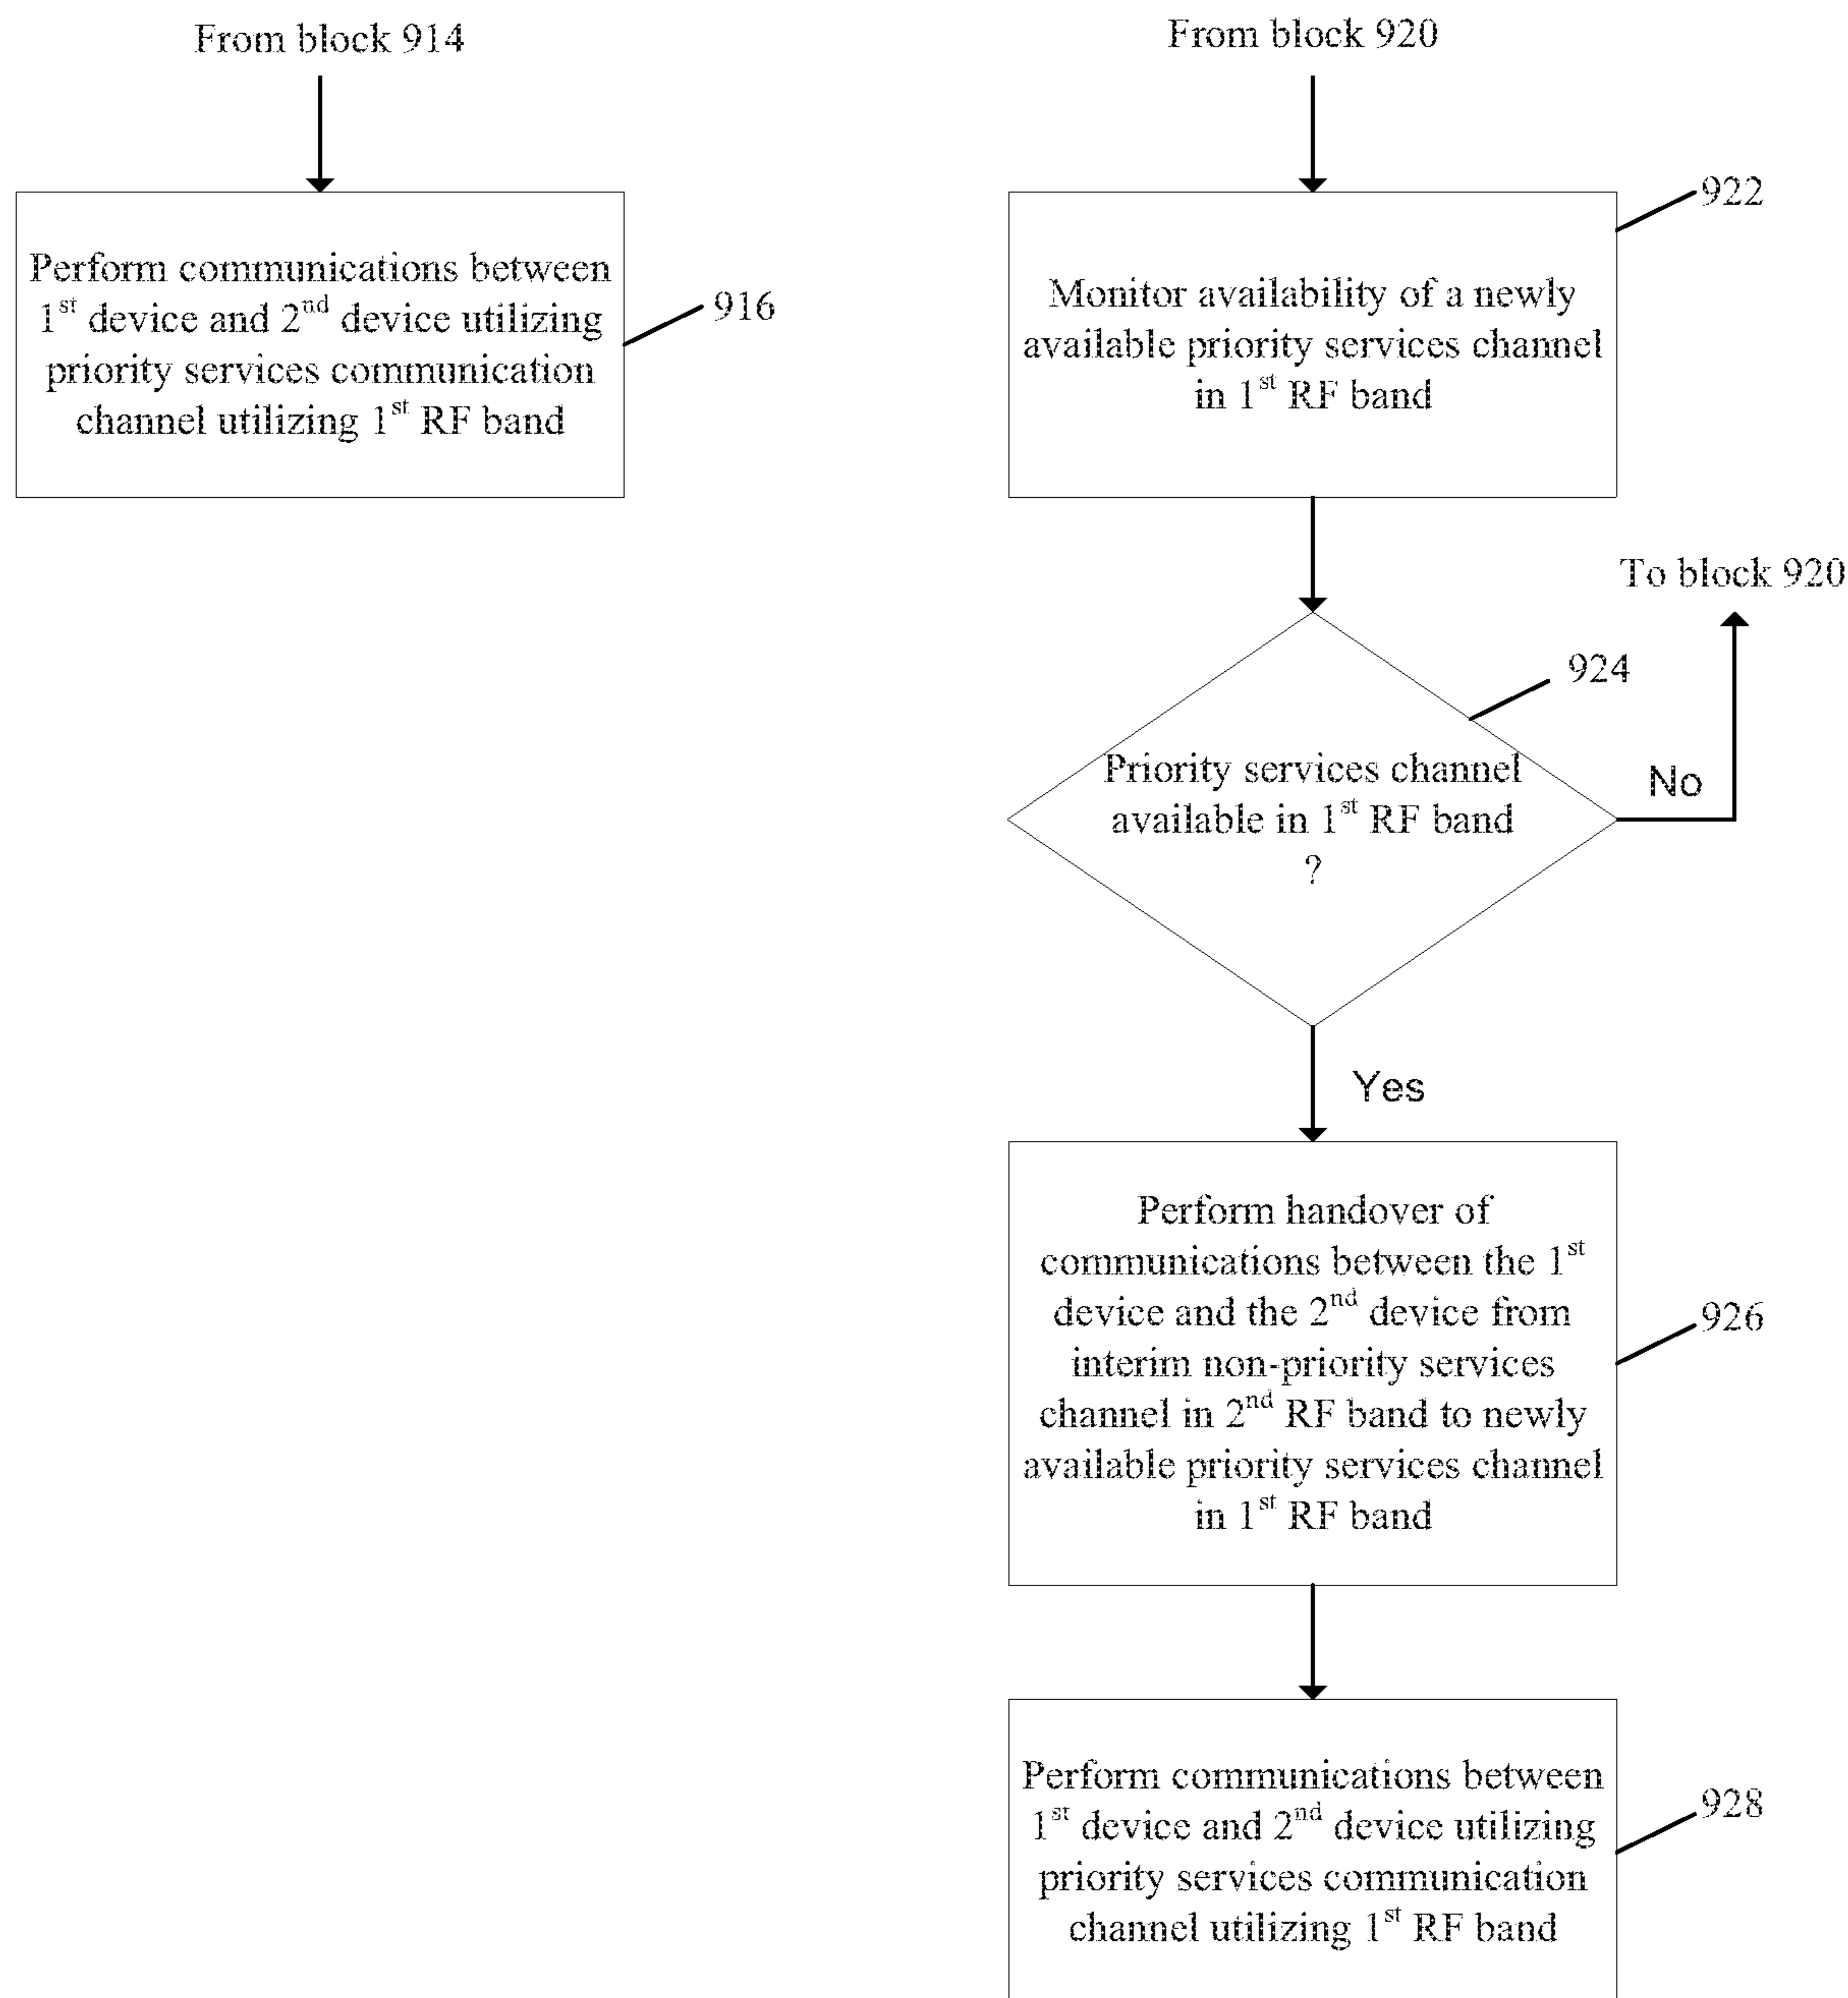 From block 914
Perform communications between
1st device and 2nd device utilizing
priority services communication
channel utilizing 1st RF band
916
From block 920
922
Monitor availability of a newly
available priority services channel
in 1st RF band
To block 920
924
Priority services channel
available in 1st RF band
?
No
Yes
Perform handover of
communications between the 1st
device and the 2nd device from
interim non-priority services
channel in 2nd RF band to newly
available priority services channel
in 1st RF band
926
Perform communications between
1st device and 2nd device utilizing
priority services communication
channel utilizing 1st RF band
928